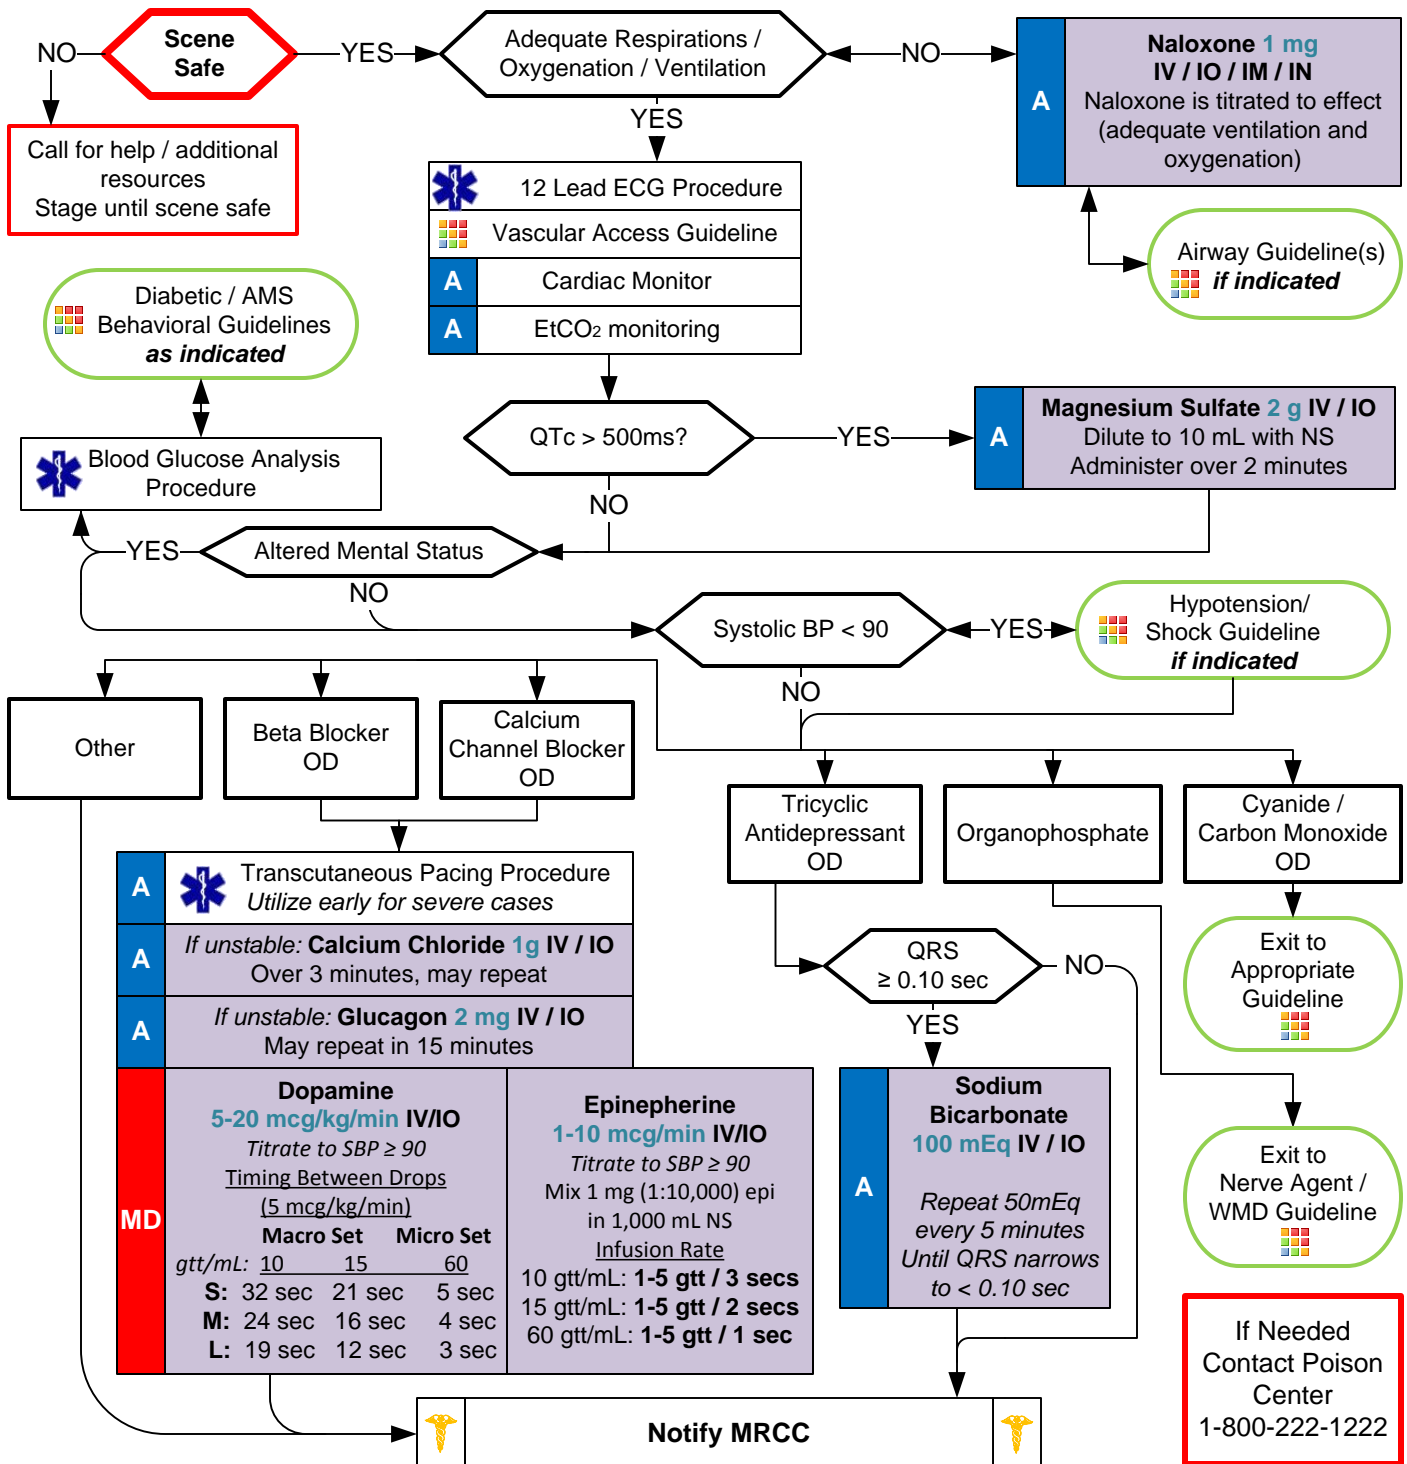 NO
Scene
Safe
YES
Adequate Respirations /
Oxygenation / Ventilation
NO
A
Naloxone 1 mg
IV / IO / IM / IN
Naloxone is titrated to effect
(adequate ventilation and
oxygenation)
Call for help / additional
resources
Stage until scene safe
YES
12 Lead ECG Procedure
Vascular Access Guideline
A
Cardiac Monitor
A
EtCO2 monitoring
Airway Guideline(s)
if indicated
Diabetic / AMS
Behavioral Guidelines
as indicated
QTc > 500ms?
YES
A
Magnesium Sulfate 2 g IV / IO
Dilute to 10 mL with NS
Administer over 2 minutes
Blood Glucose Analysis
Procedure
NO
YES
Altered Mental Status
NO
Systolic BP < 90
YES
Hypotension/
Shock Guideline
if indicated
NO
Other
Beta Blocker
OD
Calcium
Channel Blocker
OD
Tricyclic
Antidepressant
OD
Organophosphate
Cyanide /
Carbon Monoxide
OD
A
Transcutaneous Pacing Procedure
Utilize early for severe cases
A
If unstable: Calcium Chloride 1g IV / IO
Over 3 minutes, may repeat
A
If unstable: Glucagon 2 mg IV / IO
May repeat in 15 minutes
QRS
≥ 0.10 sec
NO
YES
Exit to
Appropriate
Guideline
MD
Dopamine
5-20 mcg/kg/min IV/IO
Titrate to SBP ≥ 90
Timing Between Drops
(5 mcg/kg/min)
Macro Set Micro Set
gtt/mL: 10 15 60
S: 32 sec 21 sec 5 sec
M: 24 sec 16 sec 4 sec
L: 19 sec 12 sec 3 sec
Epinepherine
1-10 mcg/min IV/IO
Titrate to SBP ≥ 90
Mix 1 mg (1:10,000) epi
in 1,000 mL NS
Infusion Rate
10 gtt/mL: 1-5 gtt / 3 secs
15 gtt/mL: 1-5 gtt / 2 secs
60 gtt/mL: 1-5 gtt / 1 sec
A
Sodium
Bicarbonate
100 mEq IV / IO
Repeat 50mEq
every 5 minutes
Until QRS narrows
to < 0.10 sec
Exit to
Nerve Agent /
WMD Guideline
If Needed
Contact Poison
Center
1-800-222-1222
Notify MRCC